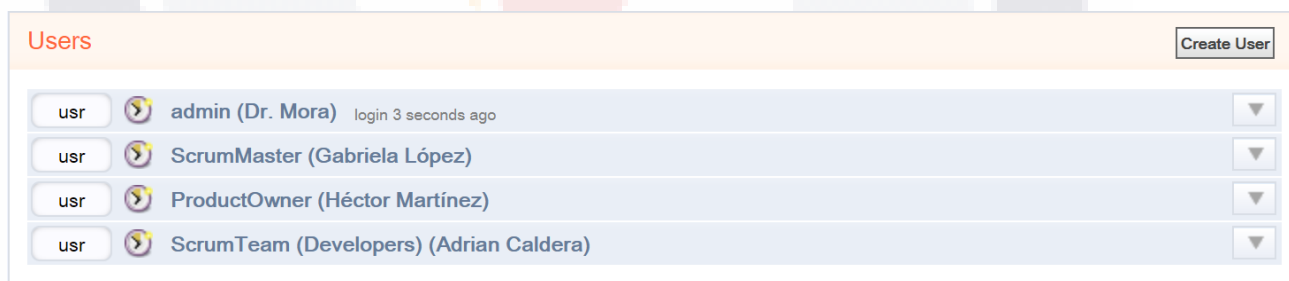 Users
Create User
usr admin (Dr. Mora) login 3 seconds ago
usr ScrumMaster (Gabriela López)
usr ProductOwner (Héctor Martínez)
usr ScrumTeam (Developers) (Adrian Caldera)